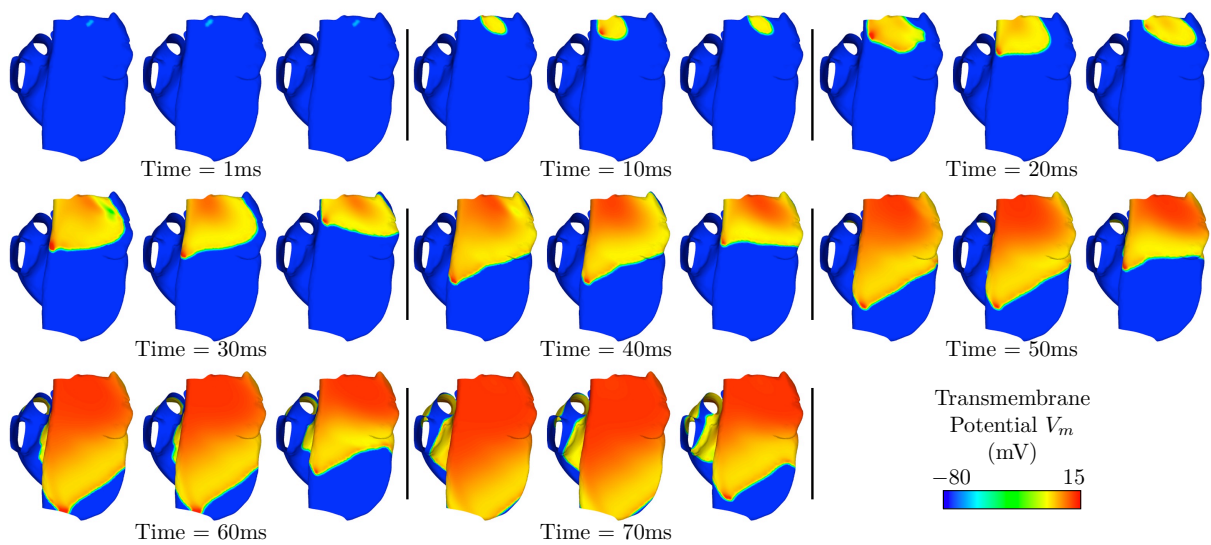 Time = 1ms
Time = 10ms
Time = 20ms
Time = 30ms
Time = 40ms
Time = 50ms
Time = 60ms
Time = 70ms
Transmembrane
Potential V_m
(mV)
−80 15